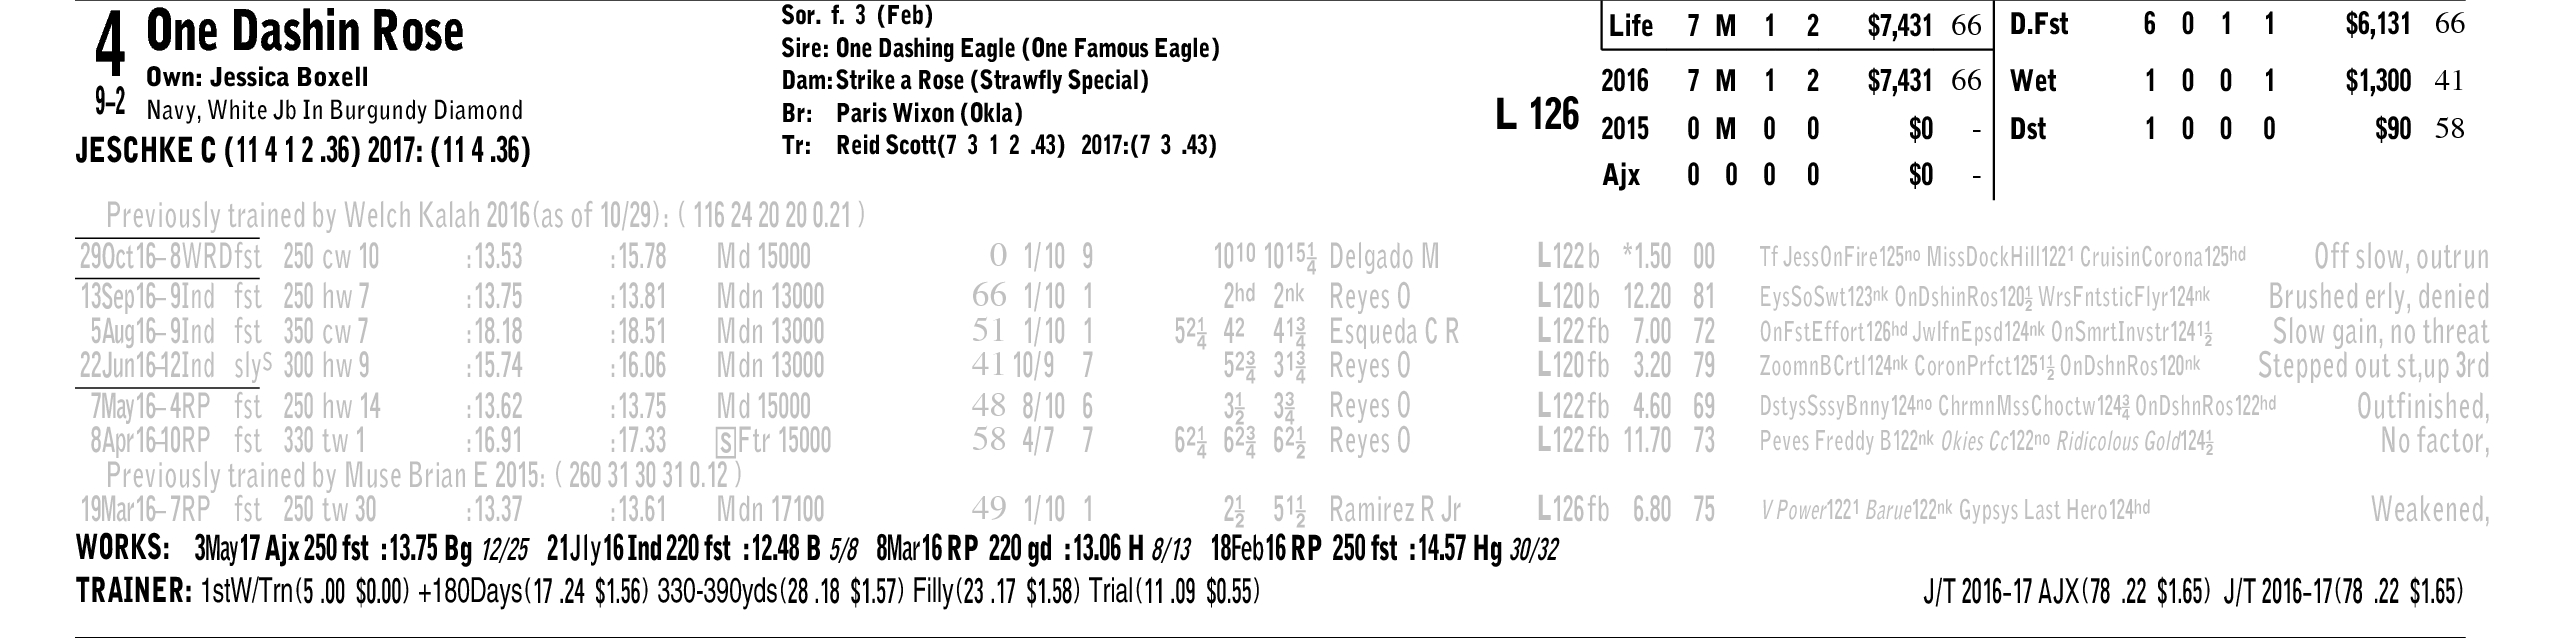 4 One Dashin Rose
Own: Jessica Boxell
9–2 Navy, White Jb In Burgundy Diamond
JESCHKE C (11 4 1 2 .36) 2017: (11 4 .36)
Sor. f. 3 (Feb)
Sire: One Dashing Eagle (One Famous Eagle)
Dam: Strike a Rose (Strawfly Special)
Br: Paris Wixon (Okla)
Tr: Reid Scott(7 3 1 2 .43) 2017:(7 3 .43)
L 126
Life 7 M 1 2 $7,431 66
2016 7 M 1 2 $7,431 66
2015 0 M 0 0 $0 -
Ajx 0 0 0 0 $0 -
D.Fst 6 0 1 1 $6,131 66
Wet 1 0 0 1 $1,300 41
Dst 1 0 0 0 $90 58
Previously trained by Welch Kalah 2016(as of 10/29): ( 116 24 20 20 0.21 )
29Oct16–8WRDfst 250 cw 10 :13.53 :15.78 Md 15000 0 1/10 9 10¹⁰ 10¹⁵¼ Delgado M L122 b *1.50 00 Tf JessOnFire125ⁿᵒ MissDockHill122¹ CruisinCorona125ʰᵈ Off slow, outrun
13Sep16–9Ind fst 250 hw 7 :13.75 :13.81 Mdn 13000 66 1/10 1 2ʰᵈ 2ⁿᵏ Reyes O L120 b 12.20 81 EysSoSwt123ⁿᵏ OnDshinRos120½ WrsFntsticFlyr124ⁿᵏ Brushed erly, denied
5Aug16–9Ind fst 350 cw 7 :18.18 :18.51 Mdn 13000 51 1/10 1 5²¼ 4² 4¹¾ Esqueda C R L122 fb 7.00 72 OnFstEffort126ʰᵈ JwlfnEpsd124ⁿᵏ OnSmrtInvstr124¹½ Slow gain, no threat
22Jun16–12Ind slyˢ 300 hw 9 :15.74 :16.06 Mdn 13000 41 10/9 7 5²¾ 3¹¾ Reyes O L120 fb 3.20 79 ZoomnBCrtl124ⁿᵏ CoronPrfct125¹½ OnDshnRos120ⁿᵏ Stepped out st,up 3rd
7May16–4RP fst 250 hw 14 :13.62 :13.75 Md 15000 48 8/10 6 3½ 3¾ Reyes O L122 fb 4.60 69 DstysSssyBnny124ⁿᵒ ChrmnMssChoctw124¾ OnDshnRos122ʰᵈ Outfinished,
8Apr16–10RP fst 330 tw 1 :16.91 :17.33 S Ftr 15000 58 4/7 7 6²¼ 6²¾ 6²½ Reyes O L122 fb 11.70 73 Peves Freddy B122ⁿᵏ Okies Cc122ⁿᵒ Ridicolous Gold124½ No factor,
Previously trained by Muse Brian E 2015: ( 260 31 30 31 0.12 )
19Mar16–7RP fst 250 tw 30 :13.37 :13.61 Mdn 17100 49 1/10 1 2½ 5¹½ Ramirez R Jr L126 fb 6.80 75 V Power122¹ Barue122ⁿᵏ Gypsys Last Hero124ʰᵈ Weakened,
WORKS: 3May17 Ajx 250 fst :13.75 Bg 12/25 21Jly16 Ind 220 fst :12.48 B 5/8 8Mar16 RP 220 gd :13.06 H 8/13 18Feb16 RP 250 fst :14.57 Hg 30/32
TRAINER: 1stW/Trn(5 .00 $0.00) +180Days(17 .24 $1.56) 330-390yds(28 .18 $1.57) Filly(23 .17 $1.58) Trial(11 .09 $0.55) J/T 2016-17 AJX(78 .22 $1.65) J/T 2016-17(78 .22 $1.65)